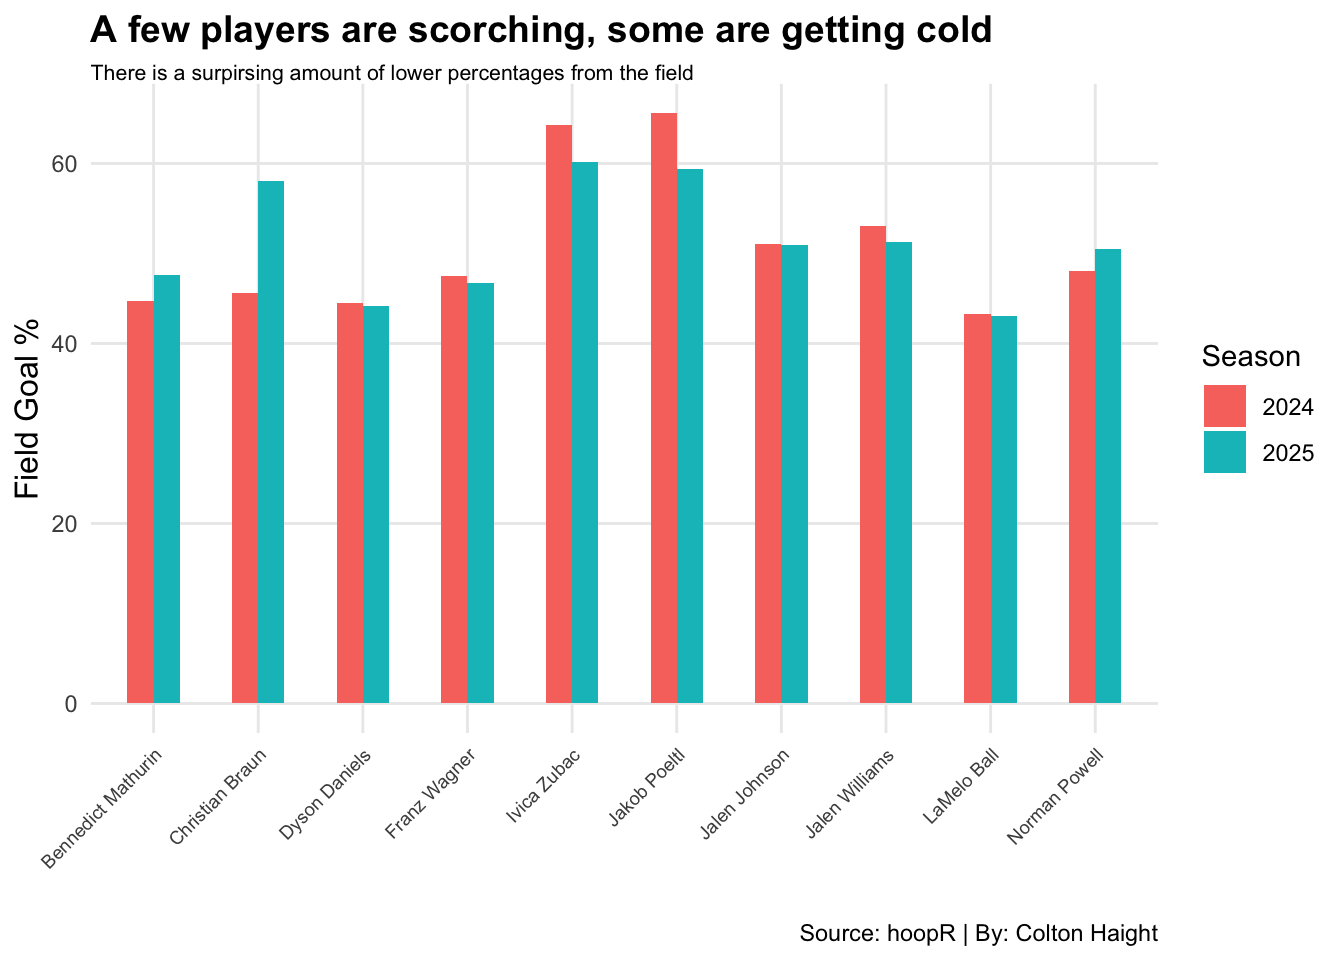 A few players are scorching, some are getting cold
There is a surpirsing amount of lower percentages from the field
Field Goal %
60
40
20
0
Bennedict Mathurin
Christian Braun
Dyson Daniels
Franz Wagner
Ivica Zubac
Jakob Poeltl
Jalen Johnson
Jalen Williams
LaMelo Ball
Norman Powell
Season
2024
2025
Source: hoopR | By: Colton Haight